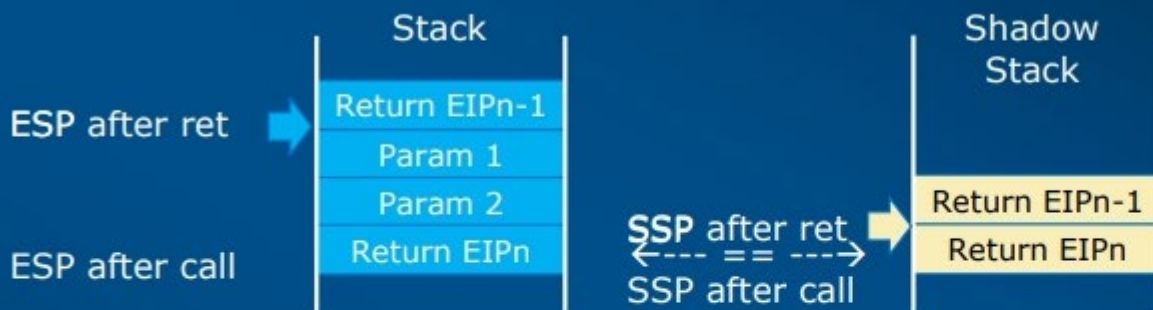 Stack
Shadow
Stack
ESP after ret
Return EIPn-1
Param 1
Param 2
Return EIPn
ESP after call
Return EIPn-1
Return EIPn
SSP after ret
<--- == --->
SSP after call